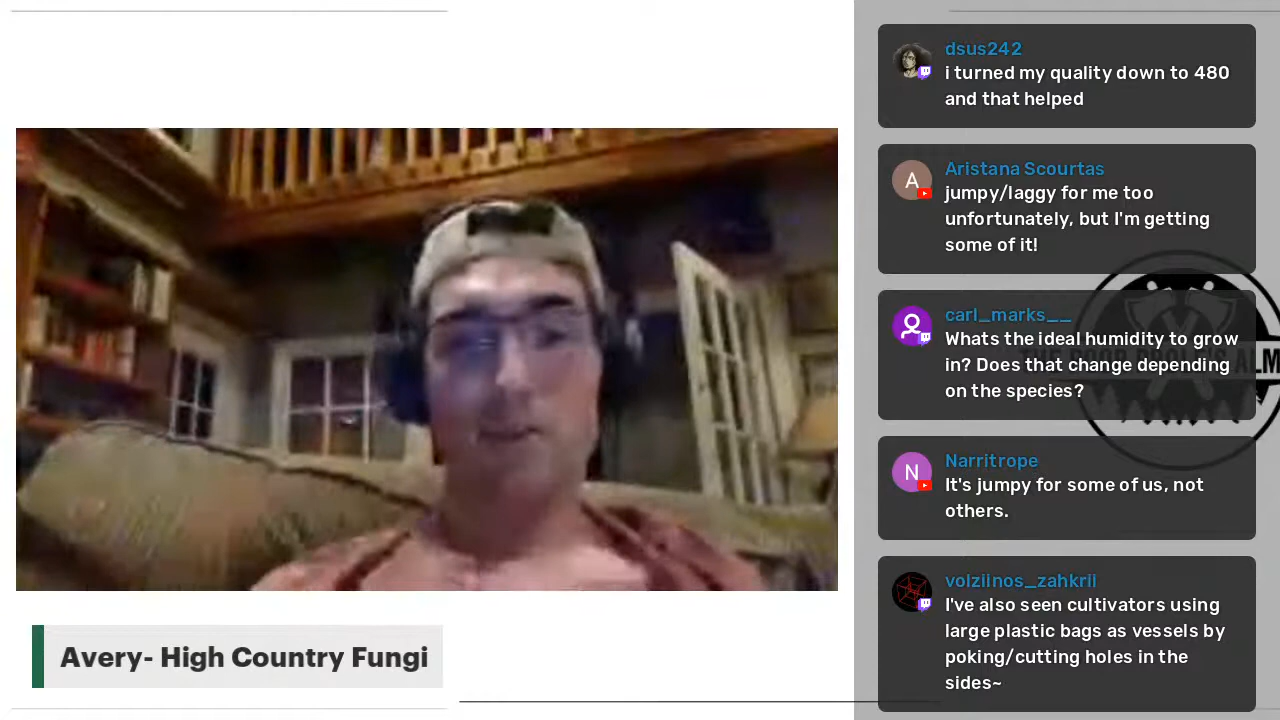 dsus242
i turned my quality down to 480
and that helped
A
Aristana Scourtas
jumpy/laggy for me too
unfortunately, but I'm getting
some of it!
carl_marks__
Whats the ideal humidity to grow
in? Does that change depending
on the species?
N
Narritrope
It's jumpy for some of us, not
others.
volziinos_zahkrii
I've also seen cultivators using
large plastic bags as vessels by
poking/cutting holes in the
sides~
Avery- High Country Fungi